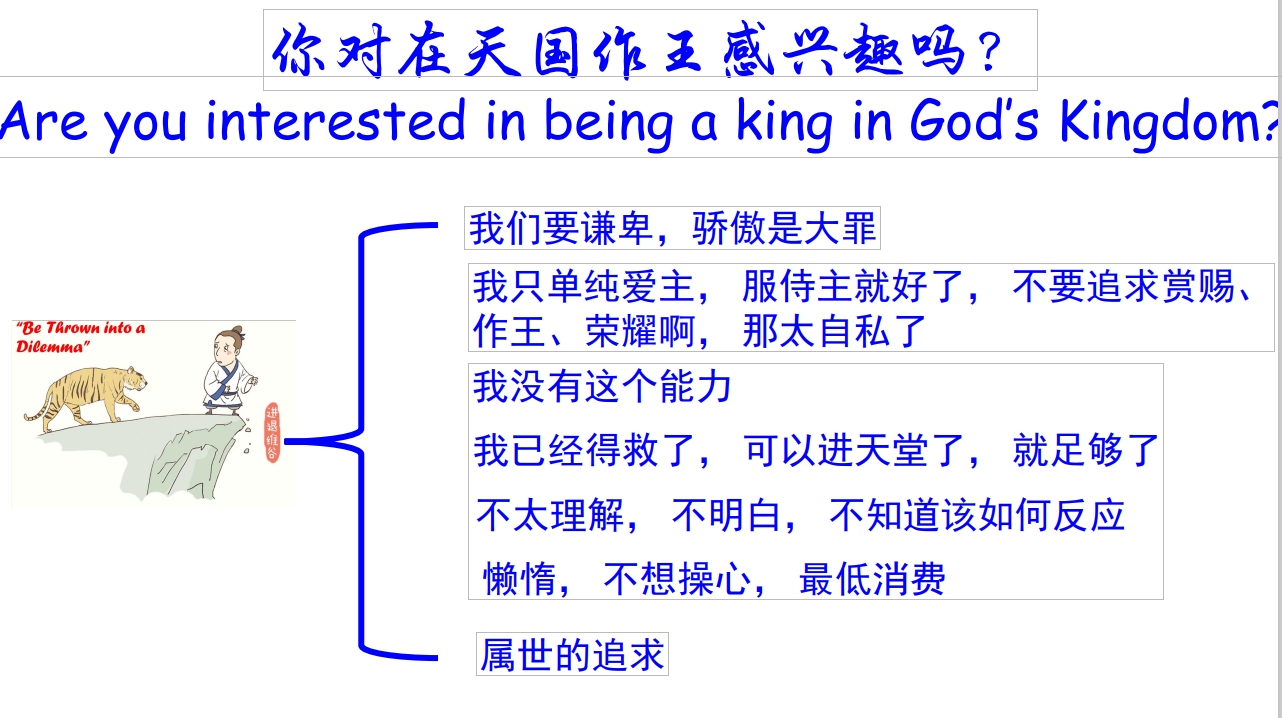 你对在天国作王感兴趣吗？
Are you interested in being a king in God's Kingdom?
我们要谦卑，骄傲是大罪
我只单纯爱主， 服侍主就好了， 不要追求赏赐、
作王、荣耀啊， 那太自私了
“Be Thrown into a
Dilemma”
进退维谷
我没有这个能力
我已经得救了， 可以进天堂了， 就足够了
不太理解， 不明白， 不知道该如何反应
懒惰， 不想操心， 最低消费
属世的追求